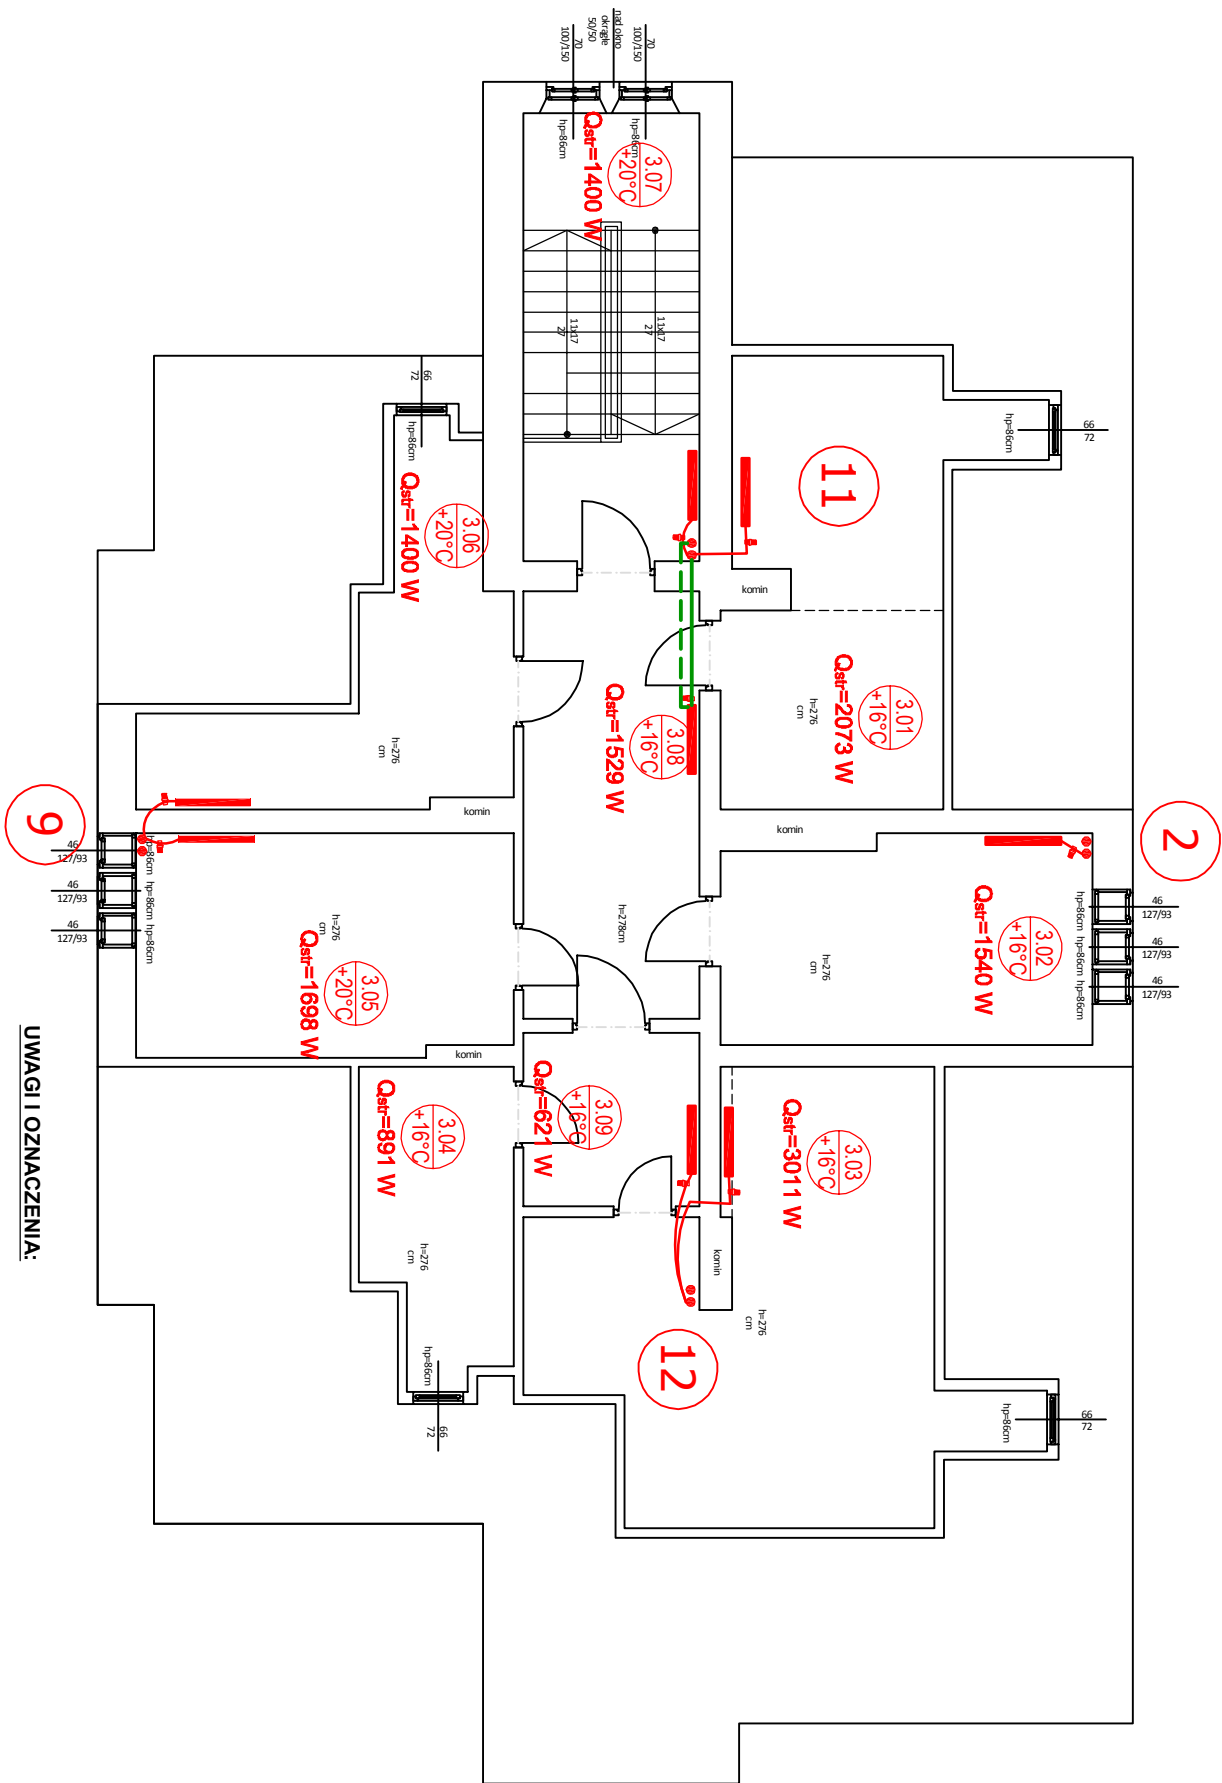 70
100/150
nad okno
okrągłe
50/50
70
100/150
hp=86cm
hp=86cm
3.07
+20°C
Qstr=1400 W
11x17
27
11x17
27
66
72
hp=86cm
66
72
hp=86cm
11
3.06
+20°C
Qstr=1400 W
komin
3.01
+16°C
Qstr=2073 W
h=276
cm
3.08
+16°C
Qstr=1529 W
h=276
cm
komin
komin
9
2
46
127/93
hp=86cm
46
127/93
hp=86cm
46
127/93
hp=86cm
46
127/93
hp=86cm
46
127/93
hp=86cm
46
127/93
hp=86cm
3.02
+16°C
Qstr=1540 W
h=276
cm
h=278cm
h=276
cm
3.05
+20°C
Qstr=1698 W
komin
3.09
+16°C
Qstr=621 W
3.04
+16°C
Qstr=891 W
3.03
+16°C
Qstr=3011 W
h=276
cm
komin
h=276
cm
12
hp=86cm
66
72
hp=86cm
66
72
UWAGI I OZNACZENIA: